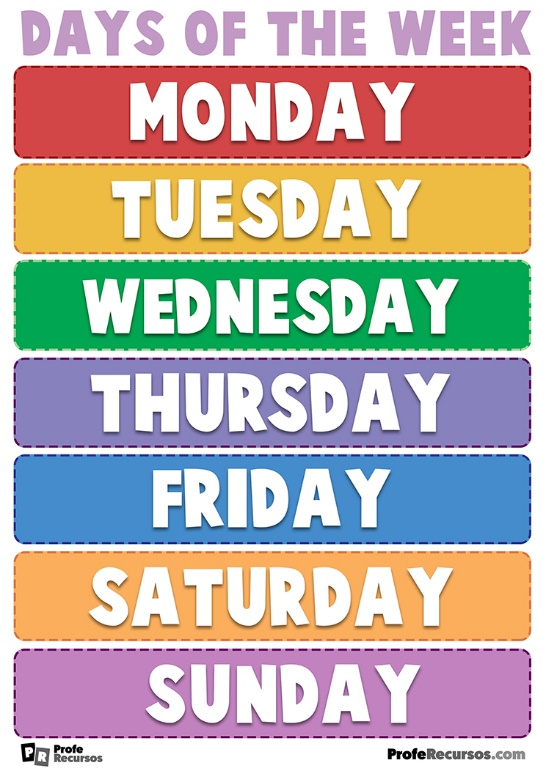 DAYS OF THE WEEK
MONDAY
TUESDAY
WEDNESDAY
THURSDAY
FRIDAY
SATURDAY
SUNDAY
PR Profe
Recursos
ProfeRecursos.com